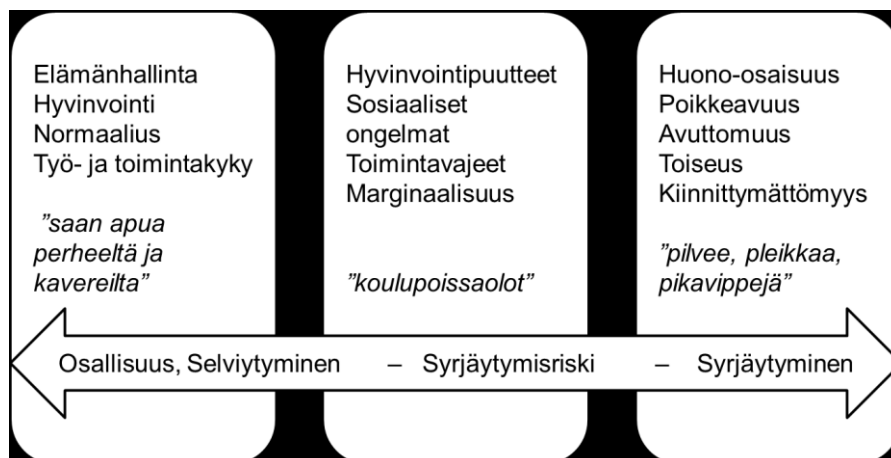 Elämänhallinta
Hyvinvointi
Normaalius
Työ- ja toimintakyky
"saan apua
perheeltä ja
kavereilta"
Hyvinvointipuutteet
Sosiaaliset
ongelmat
Toimintavajeet
Marginaalisuus
"koulupoissaolot"
Huono-osaisuus
Poikkeavuus
Avuttomuus
Toiseus
Kiinnittymättömyys
"pilvee, pleikkaa,
pikavippejä"
Osallisuus, Selviytyminen – Syrjäytymisriski – Syrjäytyminen